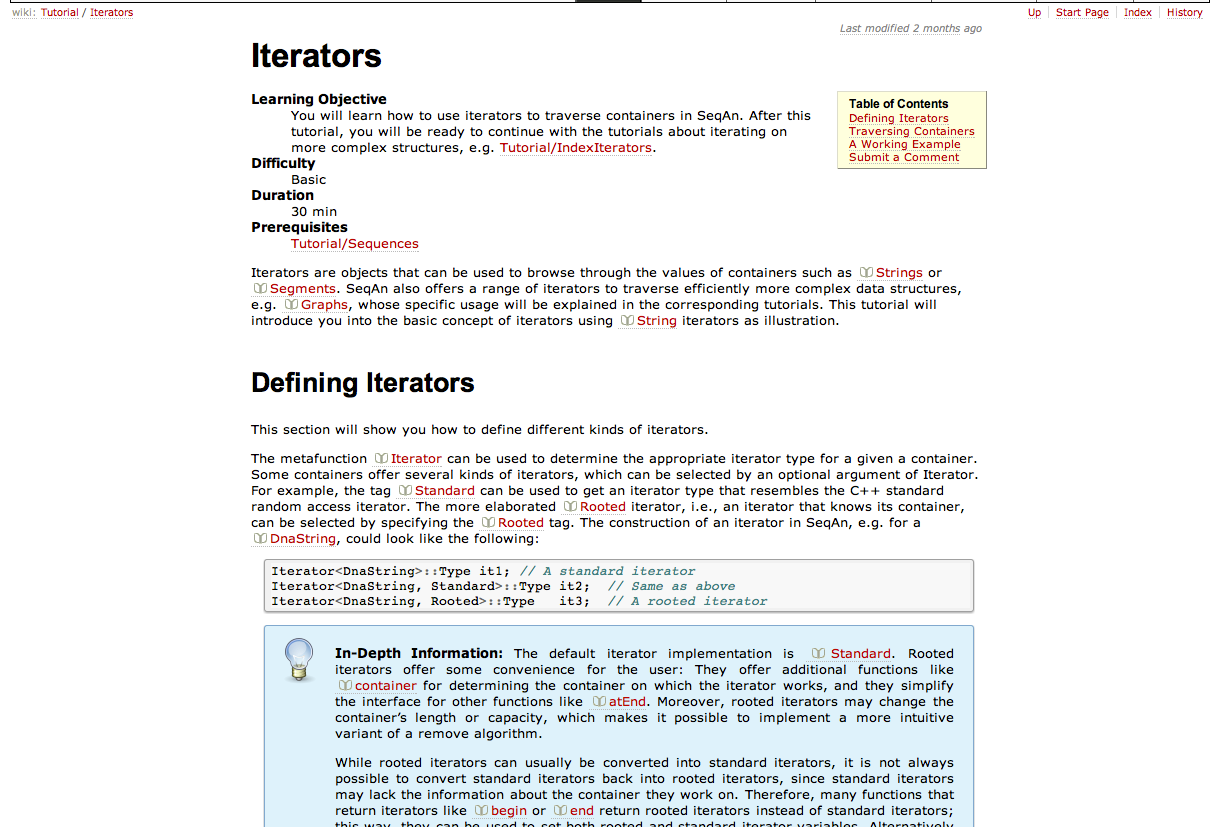 wiki: Tutorial / Iterators
Up Start Page Index History
Last modified 2 months ago
Iterators
Learning Objective
You will learn how to use iterators to traverse containers in SeqAn. After this
tutorial, you will be ready to continue with the tutorials about iterating on
more complex structures, e.g. Tutorial/IndexIterators.
Difficulty
Basic
Duration
30 min
Prerequisites
Tutorial/Sequences
Table of Contents
Defining Iterators
Traversing Containers
A Working Example
Submit a Comment
Iterators are objects that can be used to browse through the values of containers such as Strings or
Segments. SeqAn also offers a range of iterators to traverse efficiently more complex data structures,
e.g. Graphs, whose specific usage will be explained in the corresponding tutorials. This tutorial will
introduce you into the basic concept of iterators using String iterators as illustration.
Defining Iterators
This section will show you how to define different kinds of iterators.
The metafunction Iterator can be used to determine the appropriate iterator type for a given a container.
Some containers offer several kinds of iterators, which can be selected by an optional argument of Iterator.
For example, the tag Standard can be used to get an iterator type that resembles the C++ standard
random access iterator. The more elaborated Rooted iterator, i.e., an iterator that knows its container,
can be selected by specifying the Rooted tag. The construction of an iterator in SeqAn, e.g. for a
DnaString, could look like the following:
Iterator<DnaString>::Type it1; // A standard iterator
Iterator<DnaString, Standard>::Type it2;  // Same as above
Iterator<DnaString, Rooted>::Type   it3;  // A rooted iterator
In-Depth Information: The default iterator implementation is Standard. Rooted
iterators offer some convenience for the user: They offer additional functions like
container for determining the container on which the iterator works, and they simplify
the interface for other functions like atEnd. Moreover, rooted iterators may change the
container’s length or capacity, which makes it possible to implement a more intuitive
variant of a remove algorithm.
While rooted iterators can usually be converted into standard iterators, it is not always
possible to convert standard iterators back into rooted iterators, since standard iterators
may lack the information about the container they work on. Therefore, many functions that
return iterators like begin or end return rooted iterators instead of standard iterators;
this way, they can be used to set both rooted and standard iterator variables. Alternatively